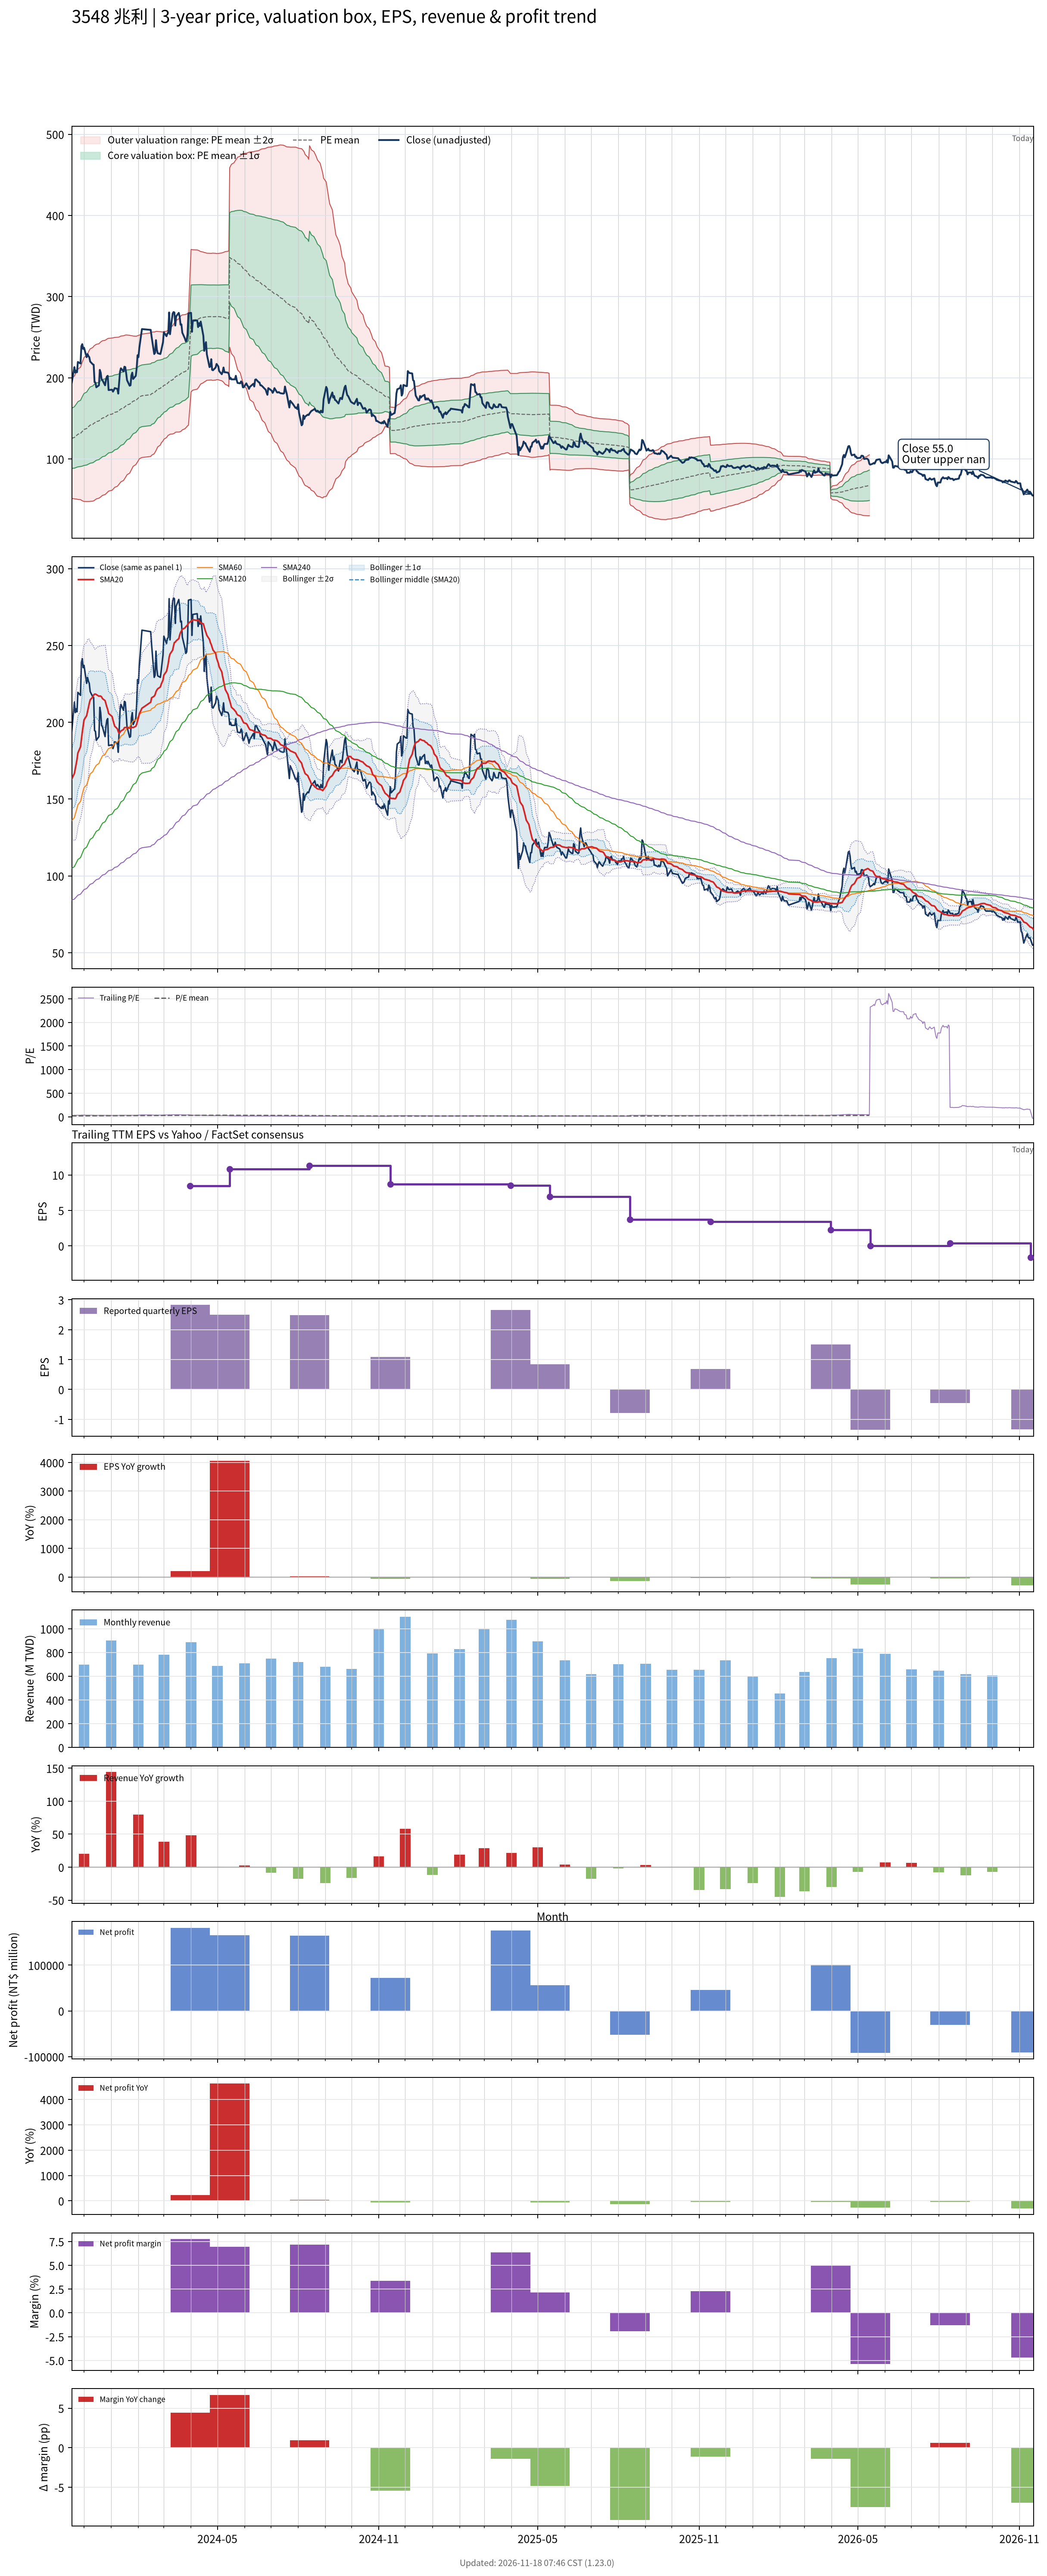 3548 兆利 | 3-year price, valuation box, EPS, revenue & profit trend
Outer valuation range: PE mean ±2σ
PE mean
Close (unadjusted)
Core valuation box: PE mean ±1σ
Today
500
400
300
200
100
Price (TWD)
Close 55.0
Outer upper nan
Close (same as panel 1)
SMA60
SMA240
Bollinger ±1σ
SMA20
SMA120
Bollinger ±2σ
Bollinger middle (SMA20)
300
250
200
150
100
50
Price
Trailing P/E
P/E mean
2500
2000
1500
1000
500
0
P/E
Trailing TTM EPS vs Yahoo / FactSet consensus
Today
10
5
0
EPS
Reported quarterly EPS
3
2
1
0
-1
EPS
EPS YoY growth
4000
3000
2000
1000
0
YoY (%)
Monthly revenue
1000
800
600
400
200
0
Revenue (M TWD)
Revenue YoY growth
150
100
50
0
-50
YoY (%)
Month
Net profit
100000
0
-100000
Net profit (NT$ million)
Net profit YoY
4000
3000
2000
1000
0
YoY (%)
Net profit margin
7.5
5.0
2.5
0.0
-2.5
-5.0
Margin (%)
Margin YoY change
5
0
-5
Δ margin (pp)
2024-05
2024-11
2025-05
2025-11
2026-05
2026-11
Updated: 2026-11-18 07:46 CST (1.23.0)